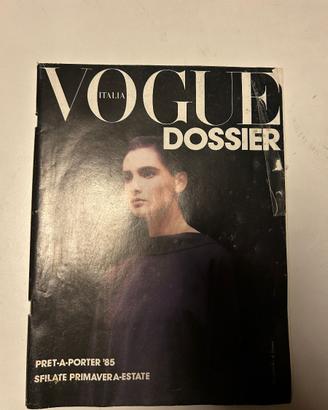 VOGUE
ITALIA
DOSSIER
PRET-A-PORTER '85
SFILATE PRIMAVERA-ESTATE